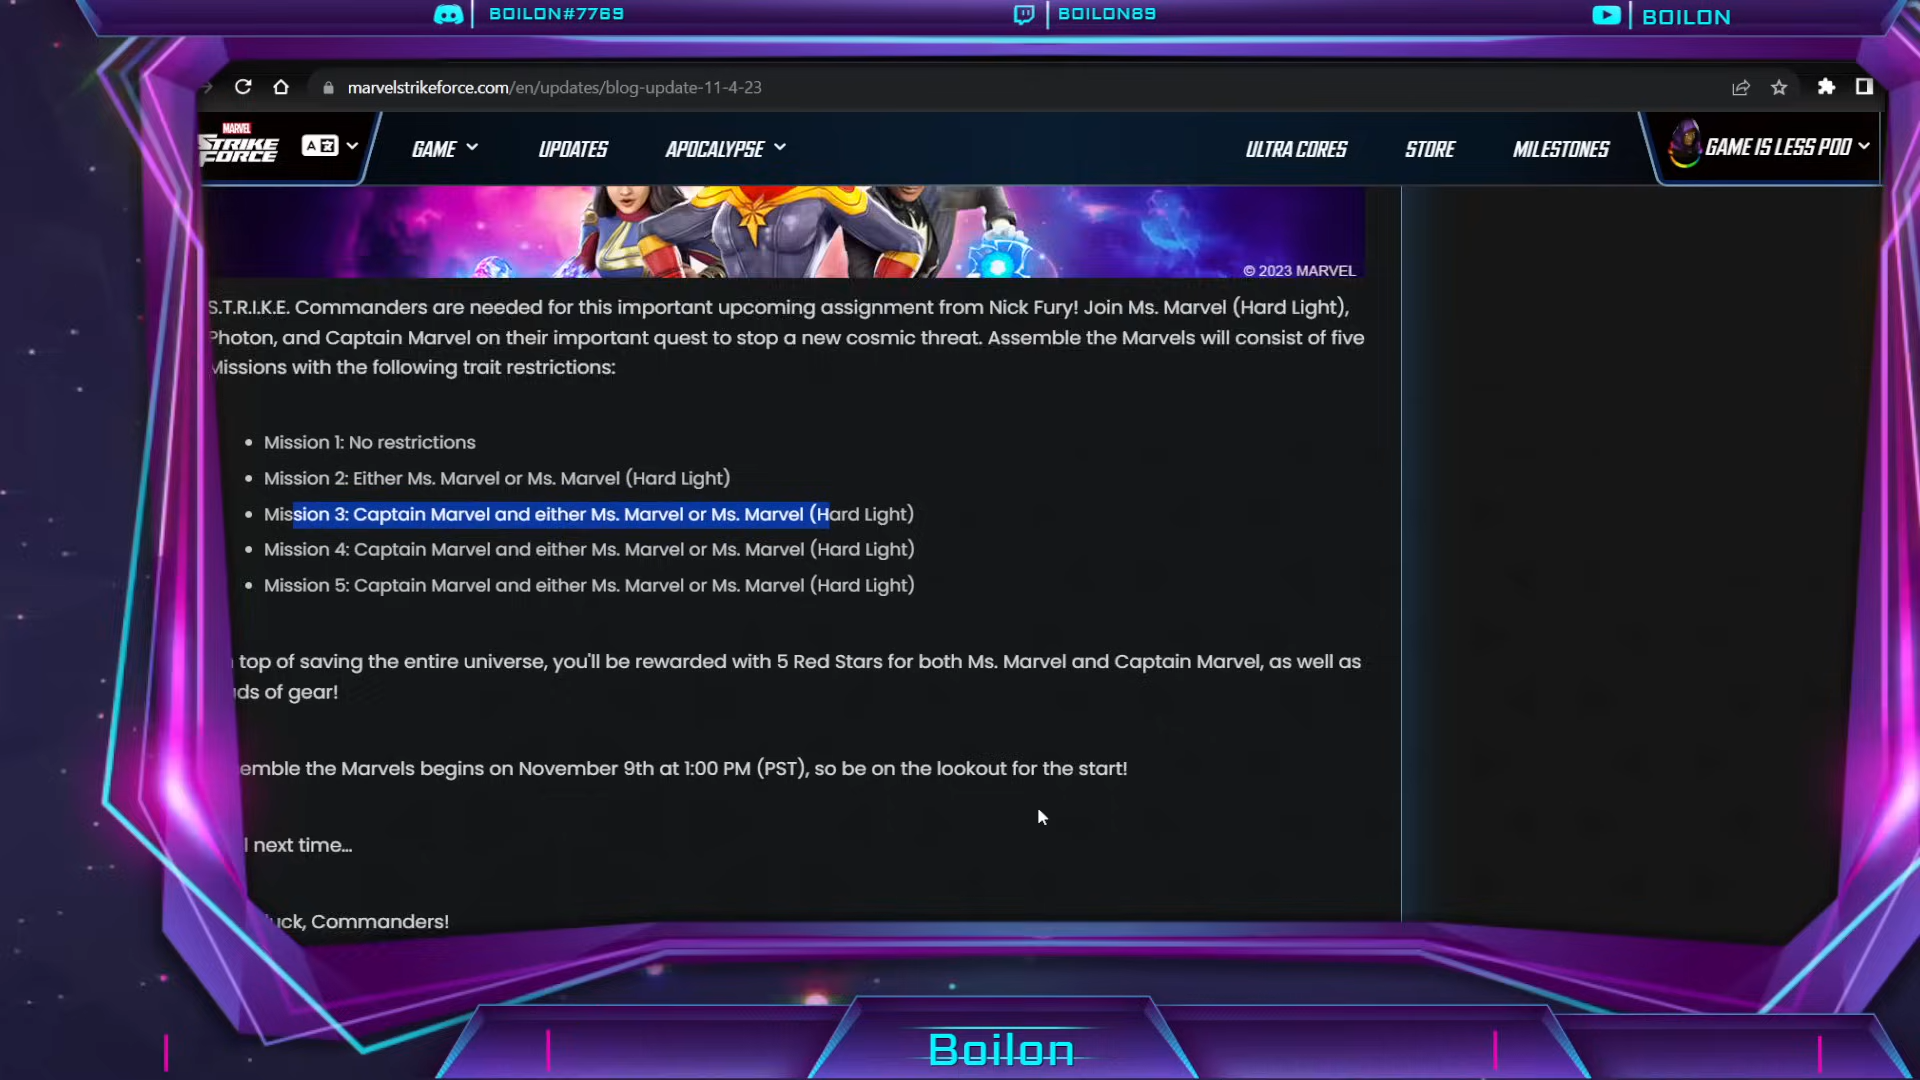 BOILON#7769
BOILON89
BOILON
marvelstrikeforce.com/en/updates/blog-update-11-4-23
MARVEL
STRIKE
FORCE
GAME
UPDATES
APOCALYPSE
ULTRA CORES
STORE
MILESTONES
GAME IS LESS POO
© 2023 MARVEL
S.T.R.I.K.E. Commanders are needed for this important upcoming assignment from Nick Fury! Join Ms. Marvel (Hard Light),
Photon, and Captain Marvel on their important quest to stop a new cosmic threat. Assemble the Marvels will consist of five
Missions with the following trait restrictions:
• Mission 1: No restrictions
• Mission 2: Either Ms. Marvel or Ms. Marvel (Hard Light)
• Mission 3: Captain Marvel and either Ms. Marvel or Ms. Marvel (Hard Light)
• Mission 4: Captain Marvel and either Ms. Marvel or Ms. Marvel (Hard Light)
• Mission 5: Captain Marvel and either Ms. Marvel or Ms. Marvel (Hard Light)
top of saving the entire universe, you'll be rewarded with 5 Red Stars for both Ms. Marvel and Captain Marvel, as well as
ds of gear!
emble the Marvels begins on November 9th at 1:00 PM (PST), so be on the lookout for the start!
l next time...
uck, Commanders!
Boilon